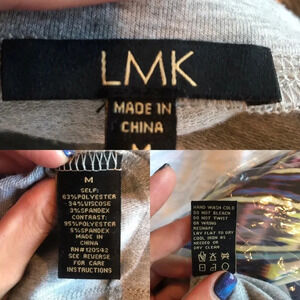 LMK
MADE IN
CHINA
M
M
SELF:
63%POLYESTER
34%VISCOSE
3%SPANDEX
CONTRAST:
95%POLYESTER
5%SPANDEX
MADE IN
CHINA
RN#120542
SEE REVERSE
FOR CARE
INSTRUCTIONS
HAND WASH COLD
DO NOT BLEACH
DO NOT TWIST
OR WRING
RESHAPE
LAY FLAT TO DRY
COOL IRON AS
NEEDED OR
DRY CLEAN